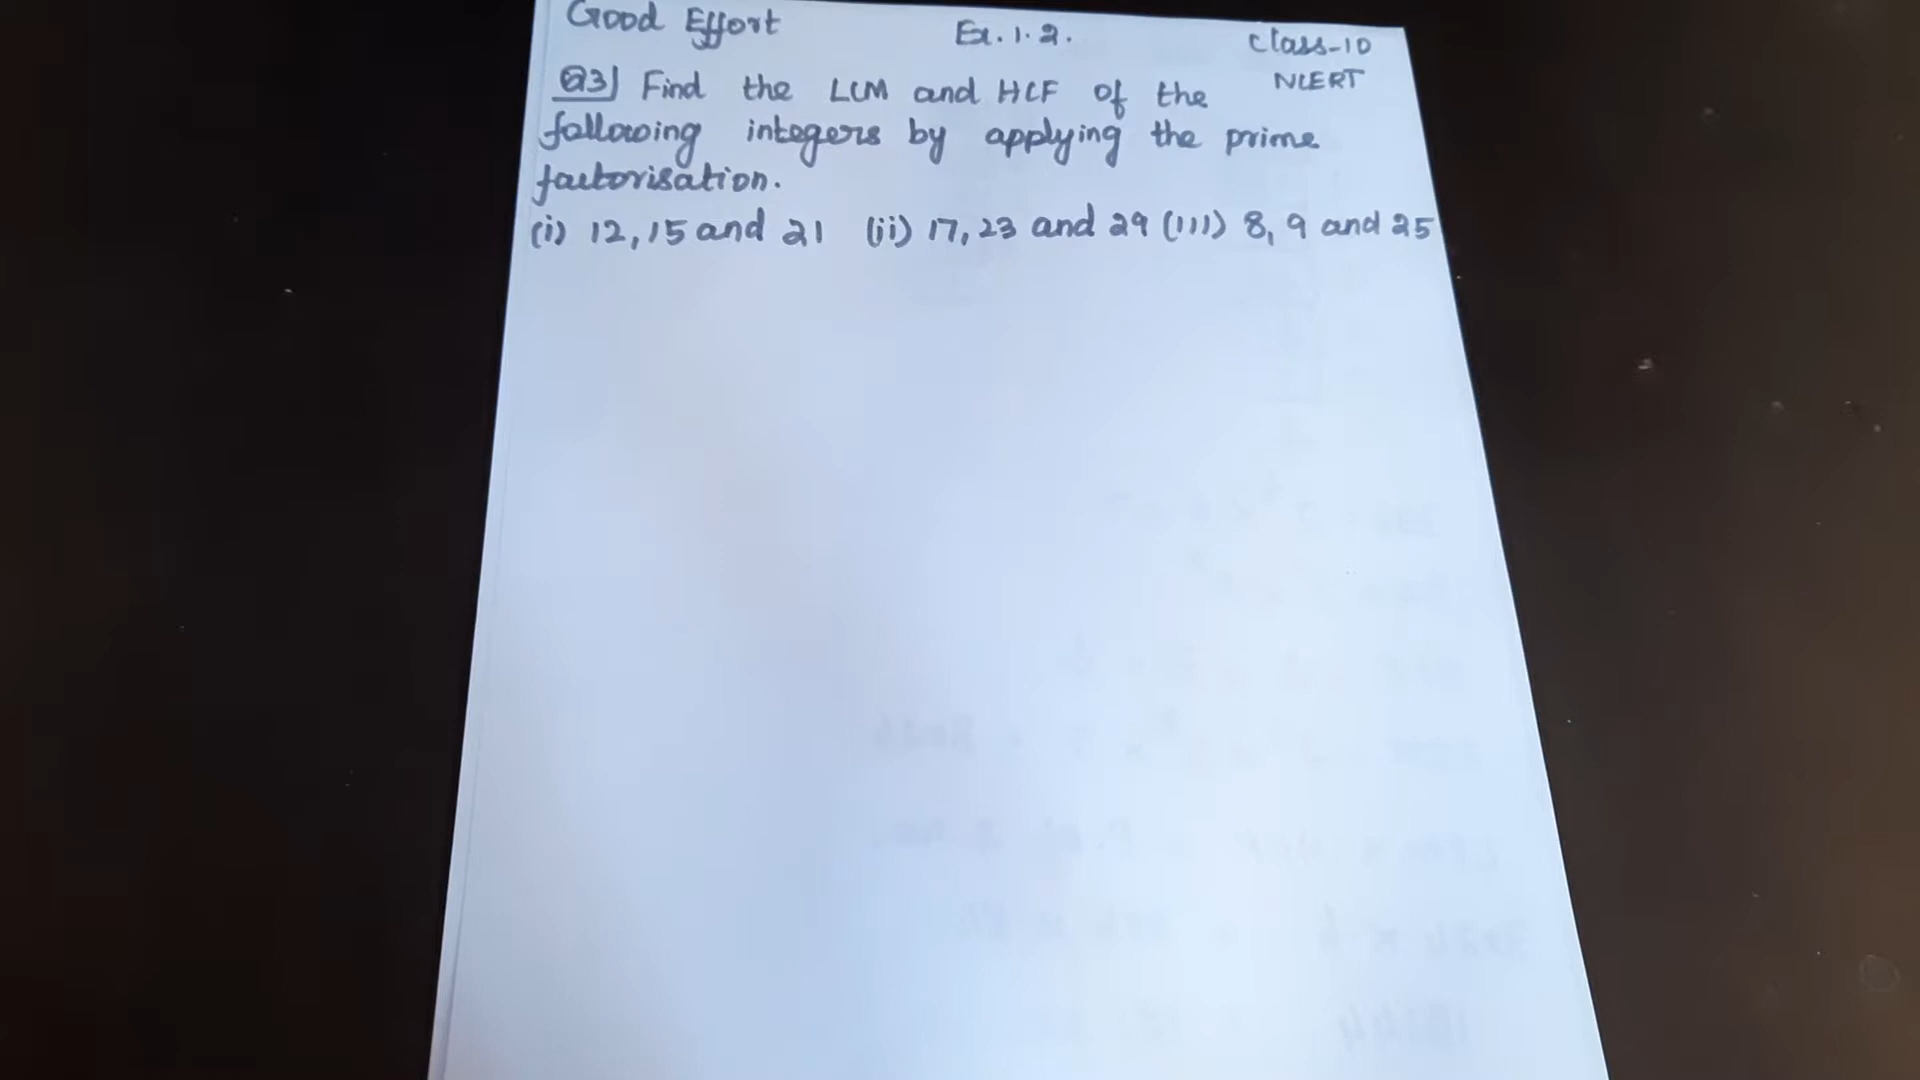 Good Effort Ex.1.2. Class-10
NCERT
Q3) Find the LCM and HCF of the
following integers by applying the prime
factorisation.
(i) 12, 15 and 21 (ii) 17, 23 and 29 (iii) 8, 9 and 25